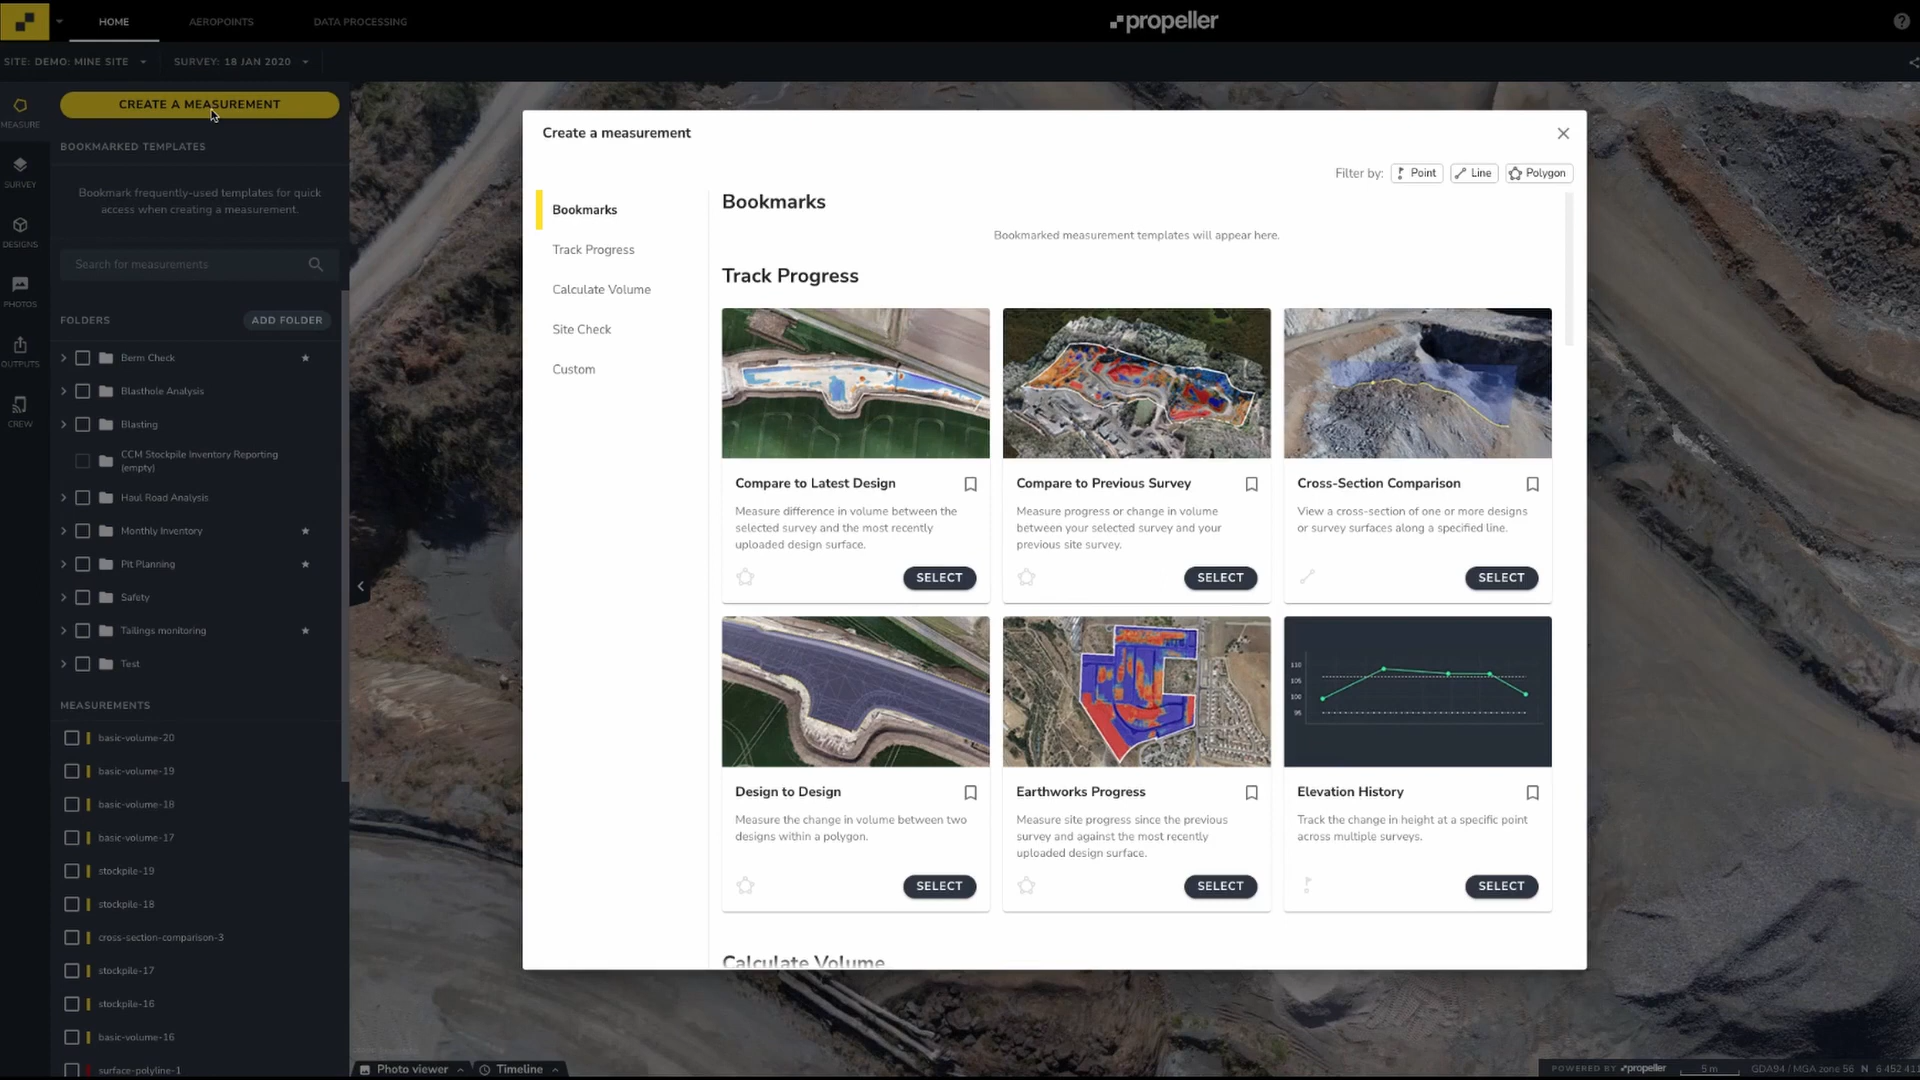 HOME
AEROPOINTS
DATA PROCESSING
propeller
SITE: DEMO: MINE SITE
SURVEY: 18 JAN 2020
MEASURE
SURVEY
DESIGNS
PHOTOS
OUTPUTS
CREW
CREATE A MEASUREMENT
BOOKMARKED TEMPLATES
Bookmark frequently-used templates for quick
access when creating a measurement.
Search for measurements
FOLDERS
ADD FOLDER
Berm Check
Blasthole Analysis
Blasting
CCM Stockpile Inventory Reporting
(empty)
Haul Road Analysis
Monthly Inventory
Pit Planning
Safety
Tailings monitoring
Test
MEASUREMENTS
basic-volume-20
basic-volume-19
basic-volume-18
basic-volume-17
stockpile-19
stockpile-18
cross-section-comparison-3
stockpile-17
stockpile-16
basic-volume-16
surface-polyline-1
Create a measurement
Filter by:
Point
Line
Polygon
Bookmarks
Track Progress
Calculate Volume
Site Check
Custom
Bookmarks
Bookmarked measurement templates will appear here.
Track Progress
Compare to Latest Design
Measure difference in volume between the
selected survey and the most recently
uploaded design surface.
SELECT
Compare to Previous Survey
Measure progress or change in volume
between your selected survey and your
previous site survey.
SELECT
Cross-Section Comparison
View a cross-section of one or more designs
or survey surfaces along a specified line.
SELECT
Design to Design
Measure the change in volume between two
designs within a polygon.
SELECT
Earthworks Progress
Measure site progress since the previous
survey and against the most recently
uploaded design surface.
SELECT
110
105
100
95
Elevation History
Track the change in height at a specific point
across multiple surveys.
SELECT
Calculate Volume
Photo viewer
Timeline
POWERED BY propeller
5 m
GDA94 / MGA zone 56 N 6 452 411